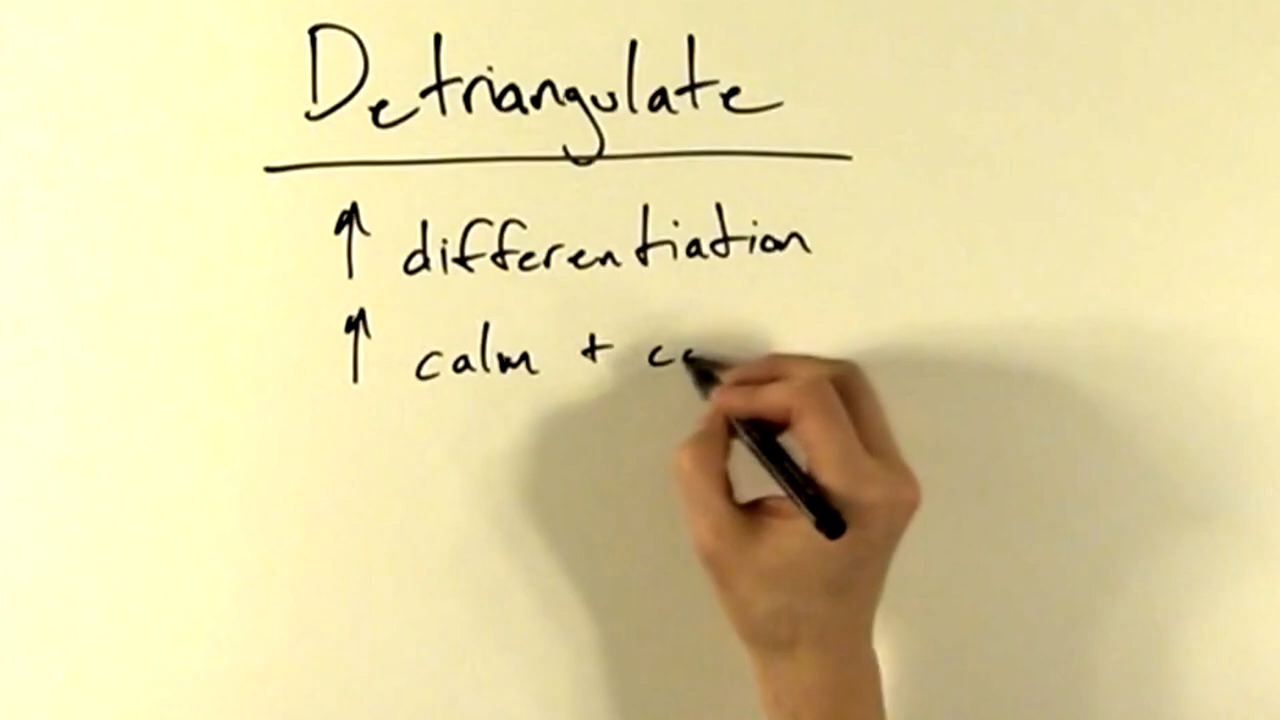 Detriangulate
↑ differentiation
↑ calm + c